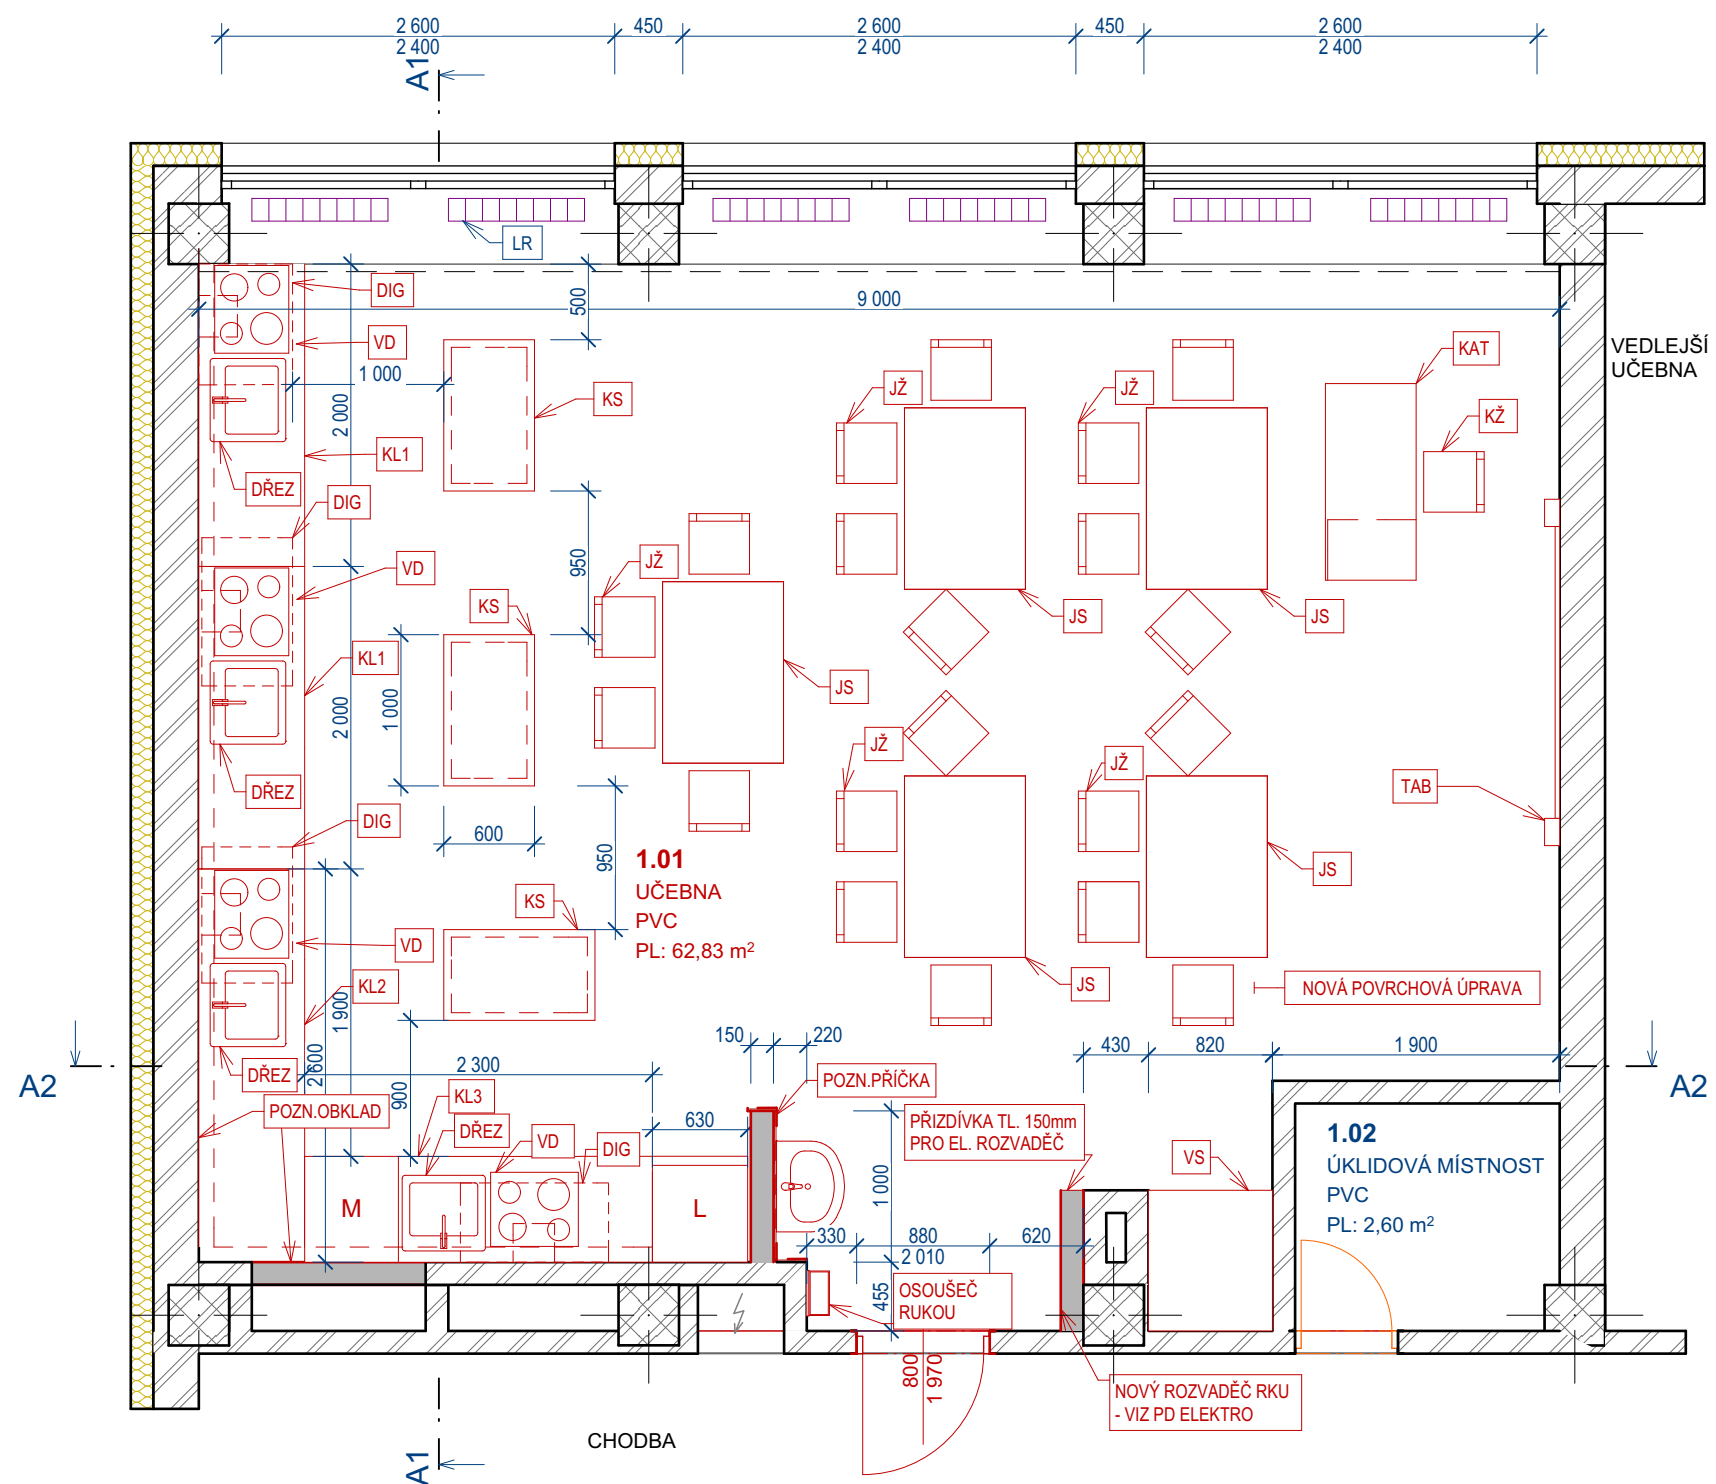 2 600
450
2 600
450
2 600
2 400
2 400
2 400
A1
LR
DIG
500
9 000
VD
1 000
KS
2 000
KL1
DŘEZ
DIG
JŽ
JŽ
KAT
KŽ
VEDLEJŠÍ
UČEBNA
950
JŽ
VD
KS
JS
JS
KL1
1 000
JS
2 000
DŘEZ
JŽ
JŽ
TAB
DIG
600
950
1.01
UČEBNA
PVC
PL: 62,83 m²
JS
KS
VD
KL2
1 900
JS
NOVÁ POVRCHOVÁ ÚPRAVA
150
220
430
820
1 900
A2
A2
DŘEZ
2 600
2 300
900
KL3
POZN.PŘÍČKA
POZN.OBKLAD
DŘEZ
VD
DIG
630
PŘIZDÍVKA TL. 150mm
PRO EL. ROZVADĚČ
VS
1.02
ÚKLIDOVÁ MÍSTNOST
PVC
PL: 2,60 m²
M
L
1 000
330
880
620
2 010
455
OSOUŠEČ
RUKOU
800
1 970
NOVÝ ROZVADĚČ RKU
- VIZ PD ELEKTRO
CHODBA
A1